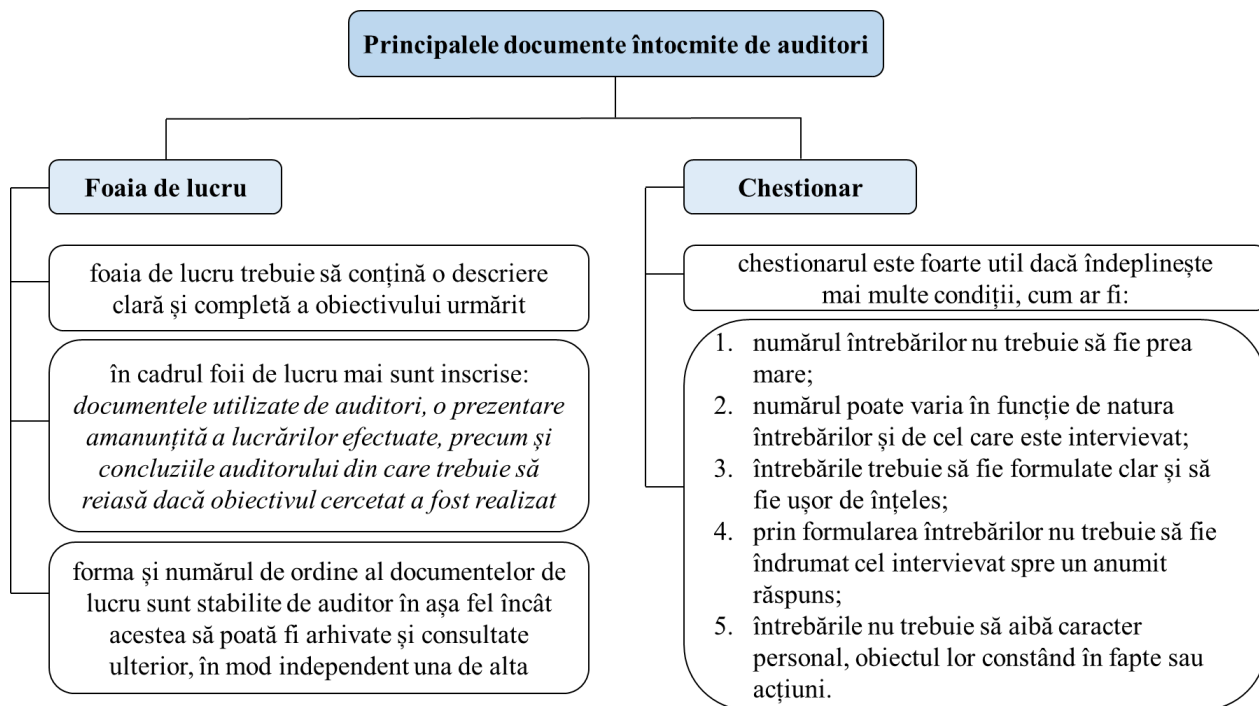 Principalele documente întocmite de auditori
Foaia de lucru
foaia de lucru trebuie să conțină o descriere
clară și completă a obiectivului urmărit
în cadrul foii de lucru mai sunt inscrise:
documentele utilizate de auditori, o prezentare
amanunțită a lucrărilor efectuate, precum și
concluziile auditorului din care trebuie să
reiasă dacă obiectivul cercetat a fost realizat
forma și numărul de ordine al documentelor de
lucru sunt stabilite de auditor în așa fel încât
acestea să poată fi arhivate și consultate
ulterior, în mod independent una de alta
Chestionar
chestionarul este foarte util dacă îndeplinește
mai multe condiții, cum ar fi:
1. numărul întrebărilor nu trebuie să fie prea
mare;
2. numărul poate varia în funcție de natura
întrebărilor și de cel care este intervievat;
3. întrebările trebuie să fie formulate clar și să
fie ușor de înțeles;
4. prin formularea întrebărilor nu trebuie să fie
îndrumat cel intervievat spre un anumit
răspuns;
5. întrebările nu trebuie să aibă caracter
personal, obiectul lor constând în fapte sau
acțiuni.